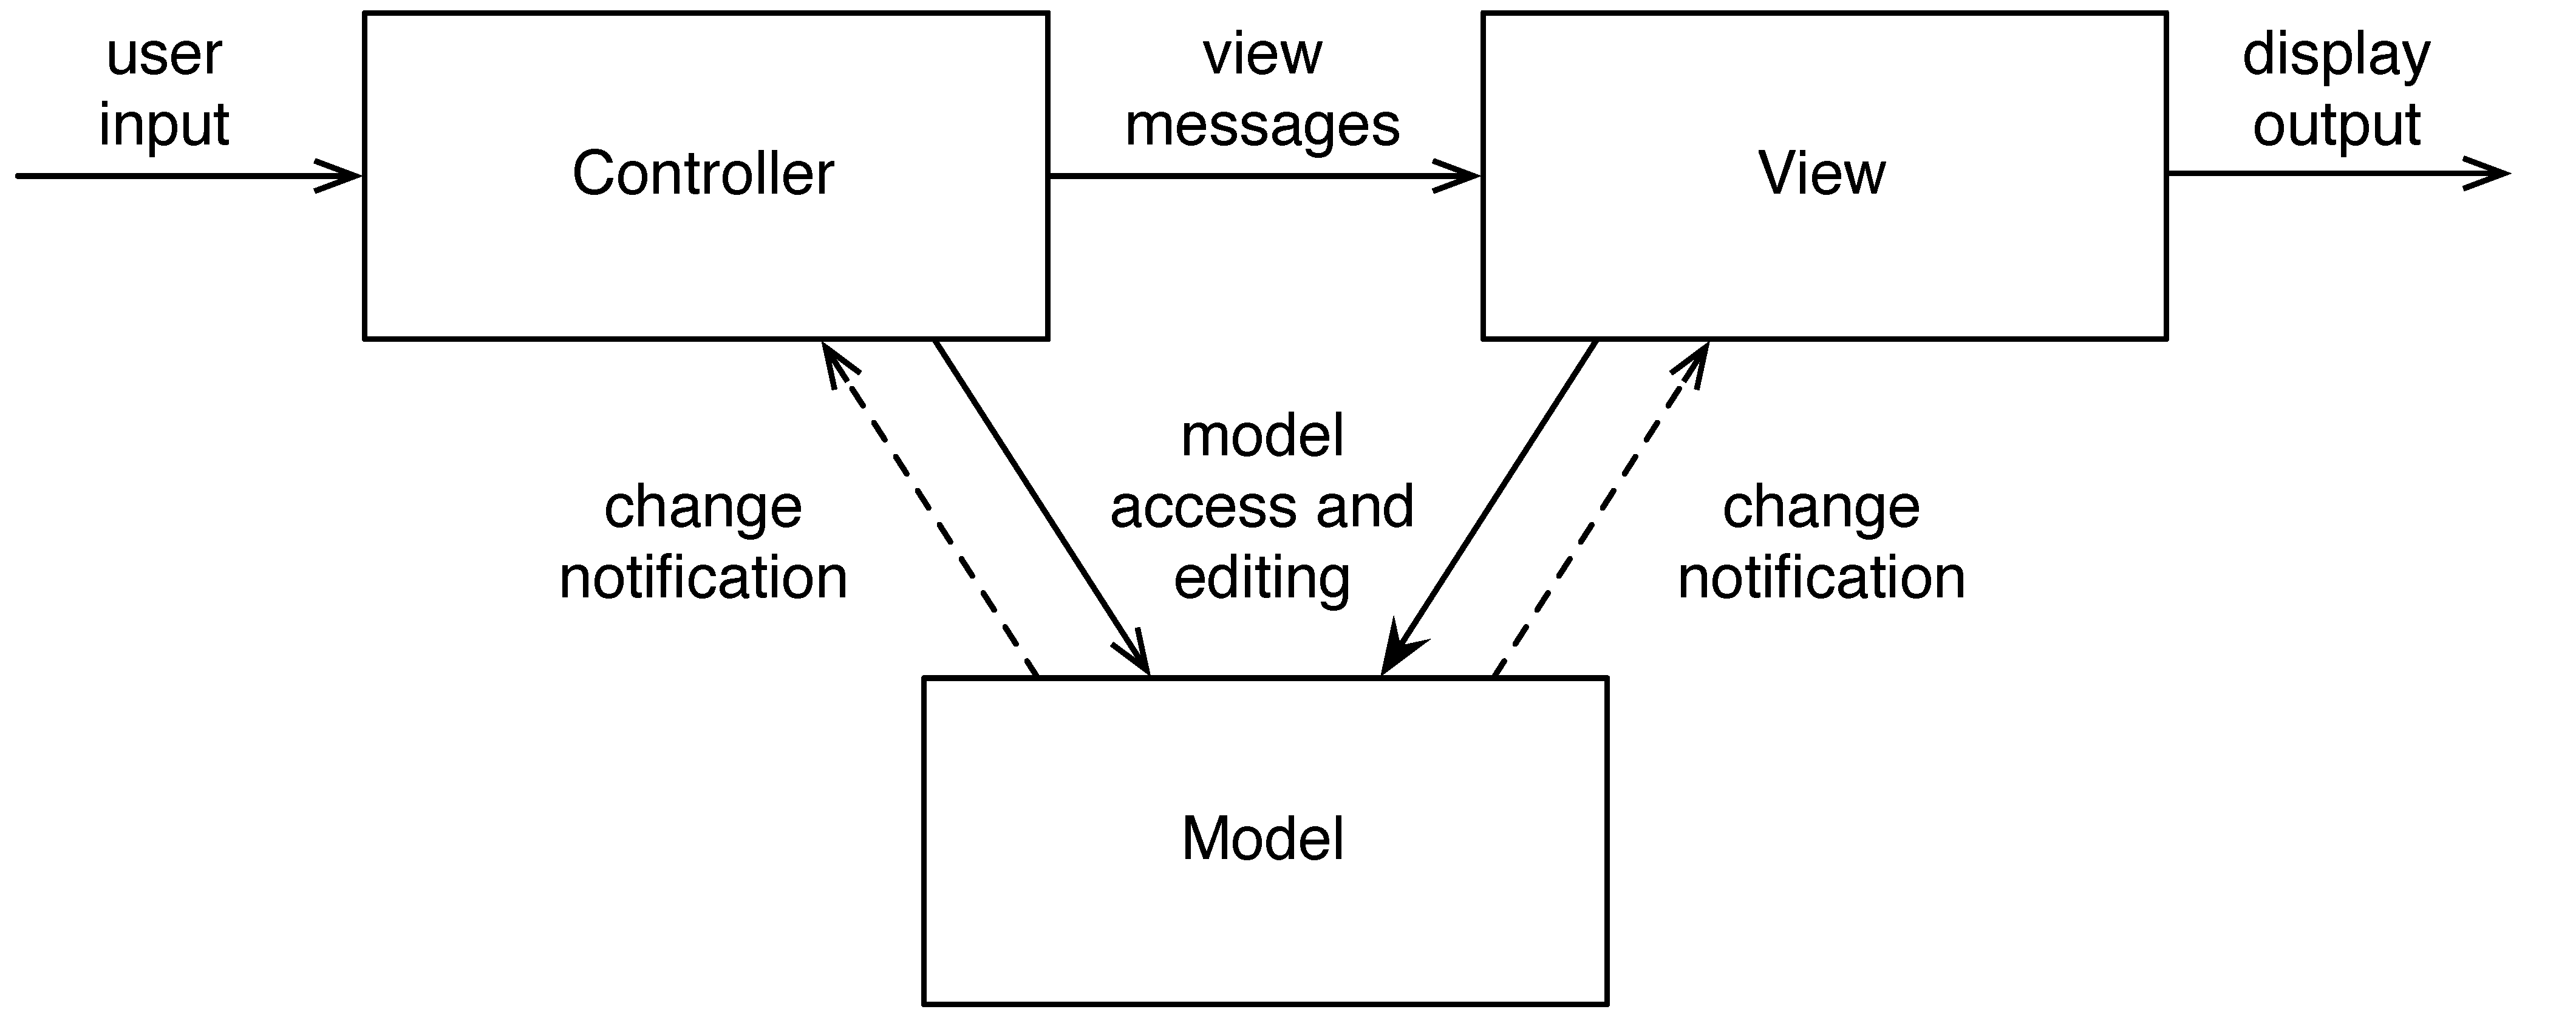 user
input
Controller
view
messages
View
display
output
change
notification
model
access and
editing
change
notification
Model